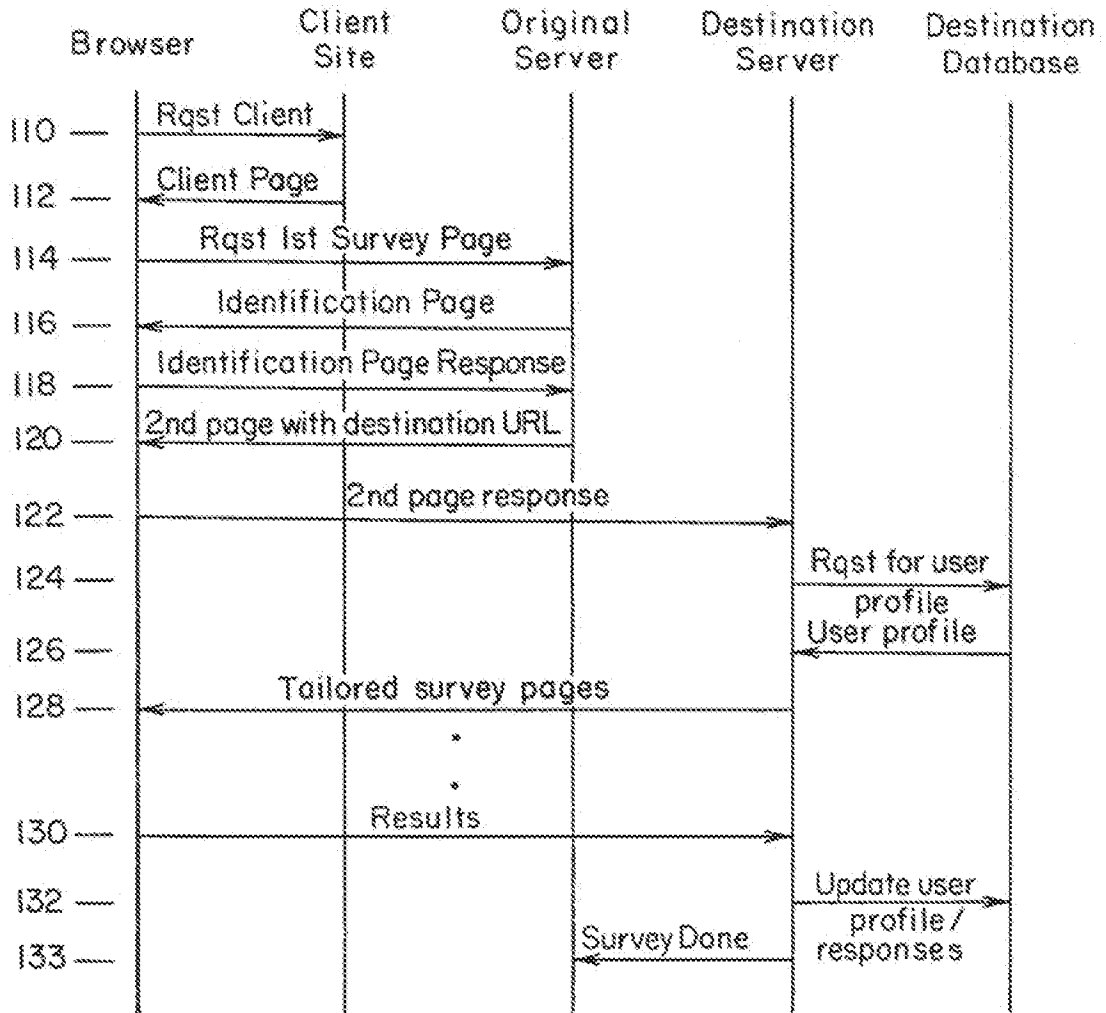 Browser
Client
Site
Original
Server
Destination
Server
Destination
Database
110
Rqst Client
112
Client Page
114
Rqst 1st Survey Page
116
Identification Page
118
Identification Page Response
120
2nd page with destination URL
122
2nd page response
124
Rqst for user
profile
126
User profile
128
Tailored survey pages
130
Results
132
Update user
profile/
responses
133
Survey Done